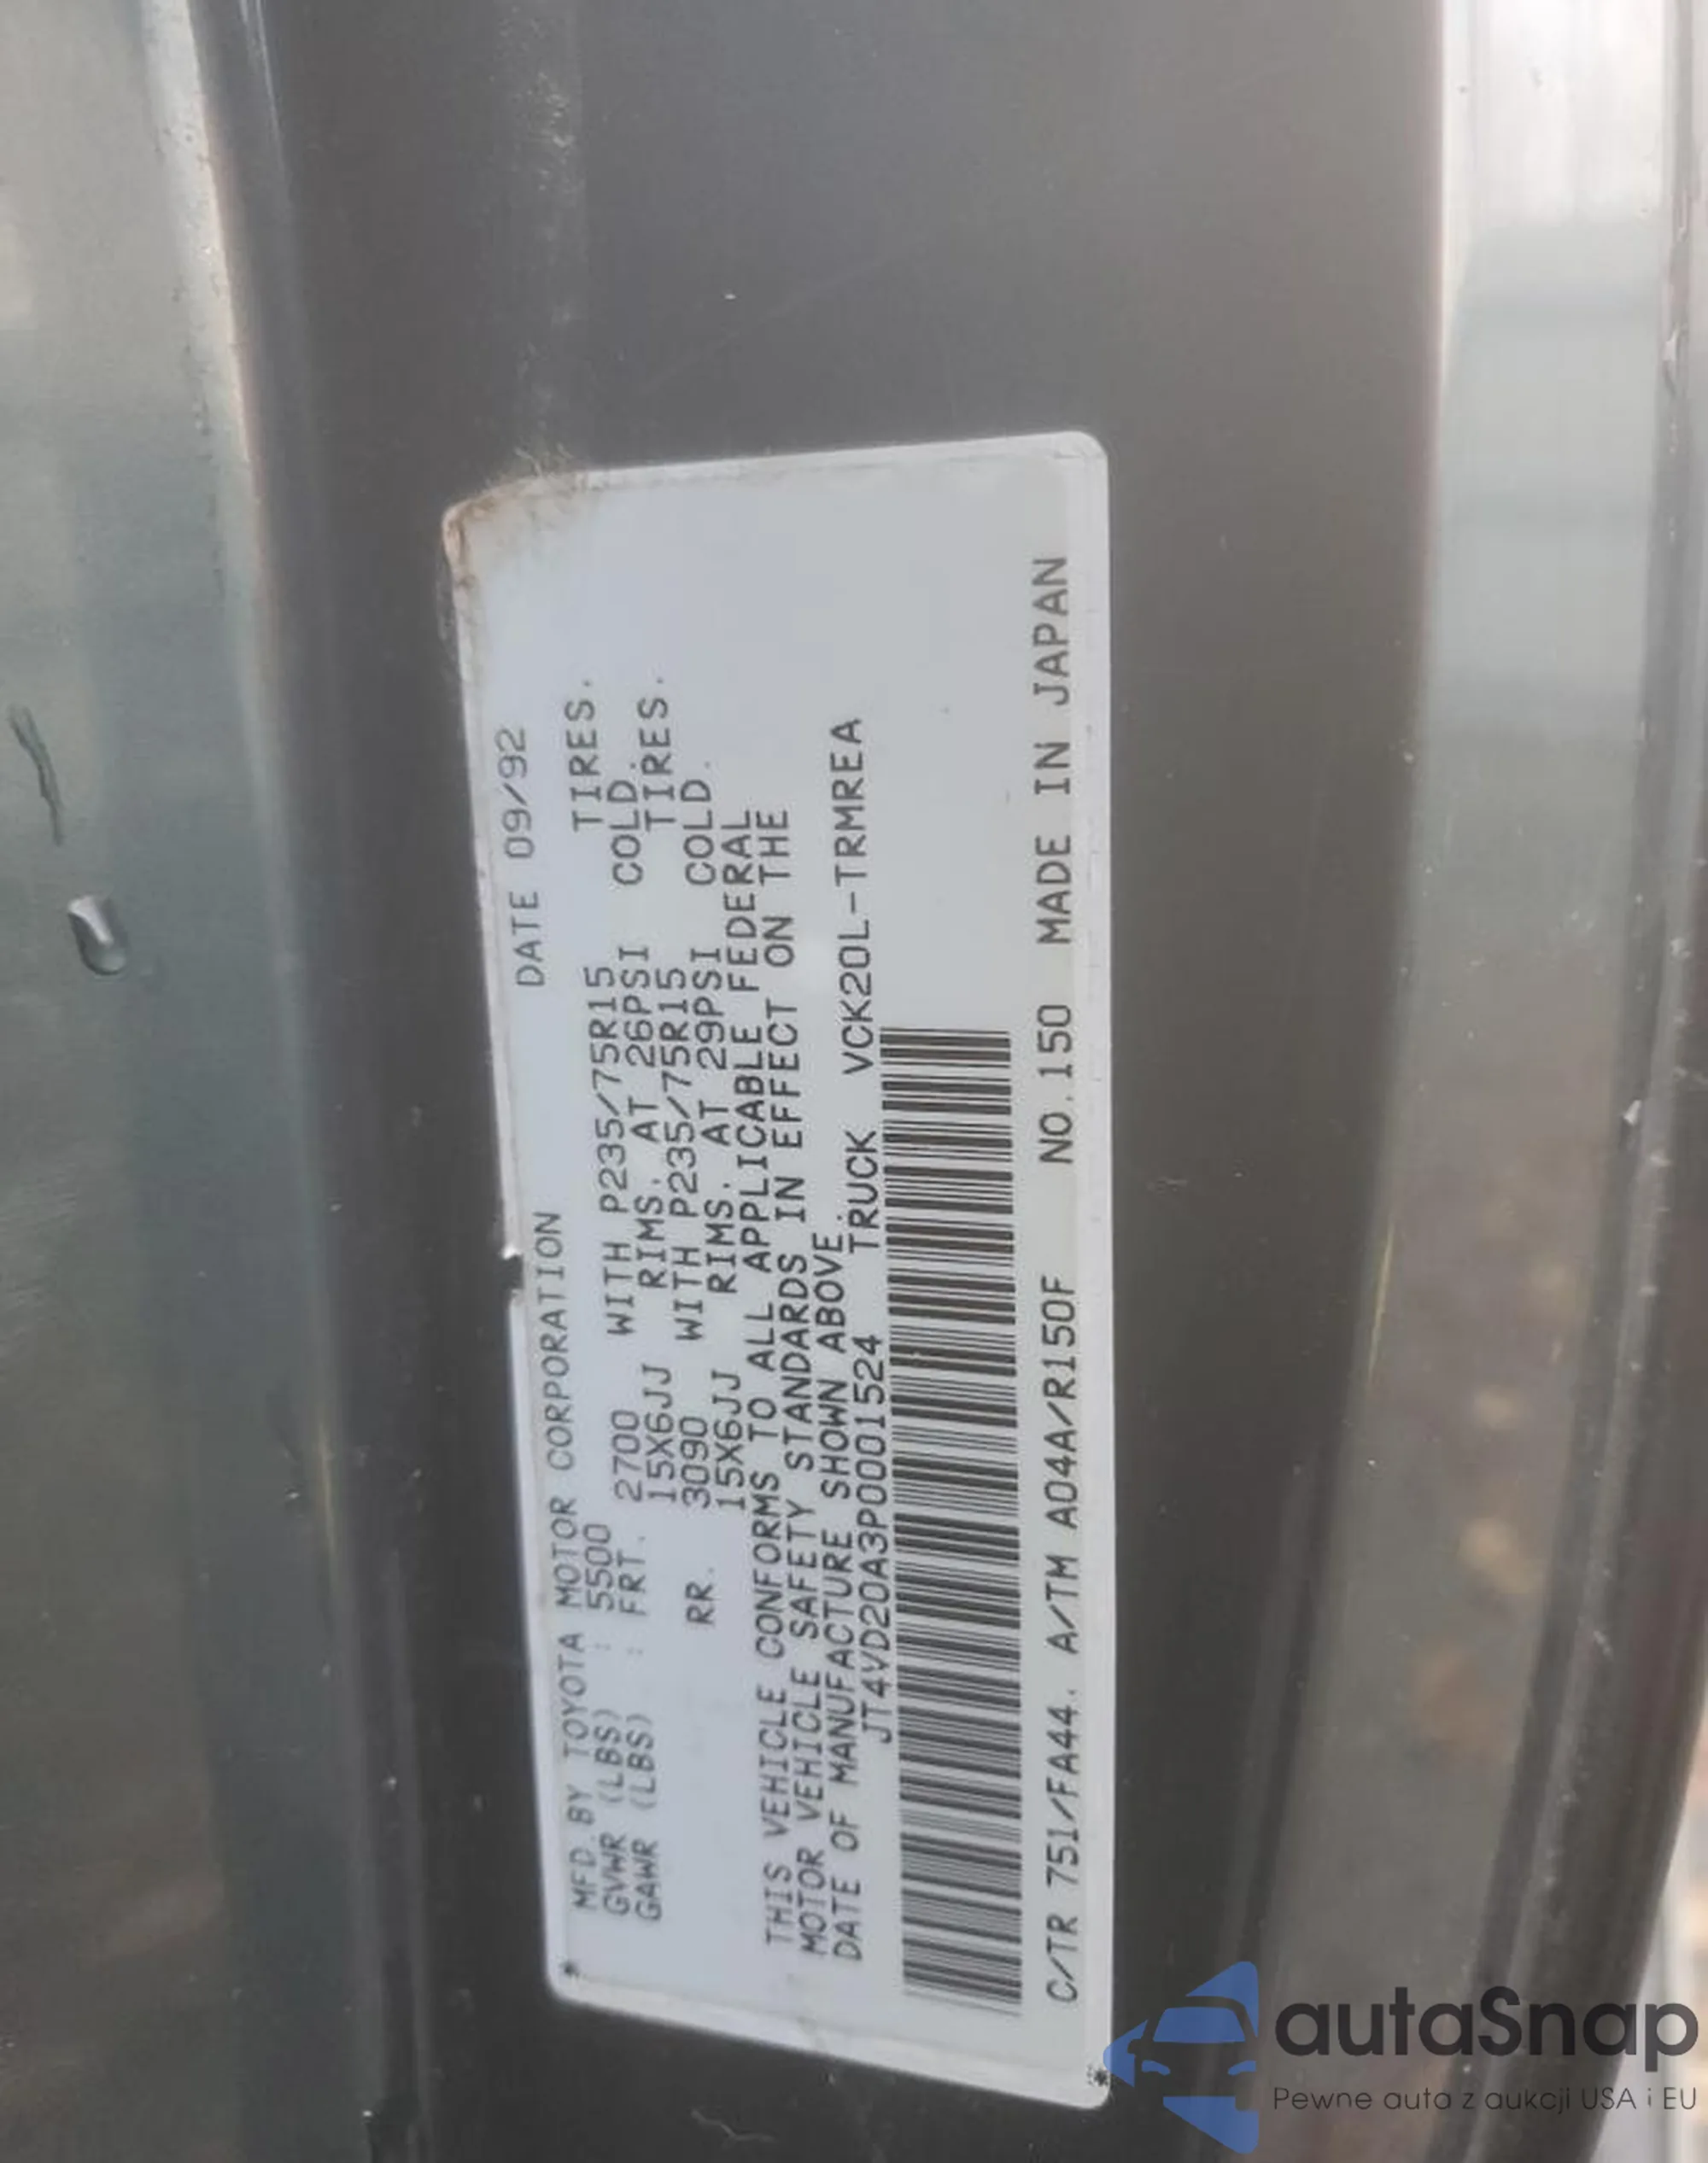 MFD.BY TOYOTA MOTOR CORPORATION DATE 09/92
GVWR (LBS) : 5500
GAWR (LBS) : FRT. 2700 WITH P235/75R15 TIRES.
15X6JJ RIMS. AT 26PSI COLD.
RR. 3090 WITH P235/75R15 TIRES.
15X6JJ RIMS. AT 29PSI COLD.
THIS VEHICLE CONFORMS TO ALL APPLICABLE FEDERAL
MOTOR VEHICLE SAFETY STANDARDS IN EFFECT ON THE
DATE OF MANUFACTURE SHOWN ABOVE.
JT4VD20A3P0001524 TRUCK VCK20L-TRMREA
C/TR 751/FA44. A/TM A04A/R150F NO.150 MADE IN JAPAN
autaSnap
Pewne auta z aukcji USA i EU